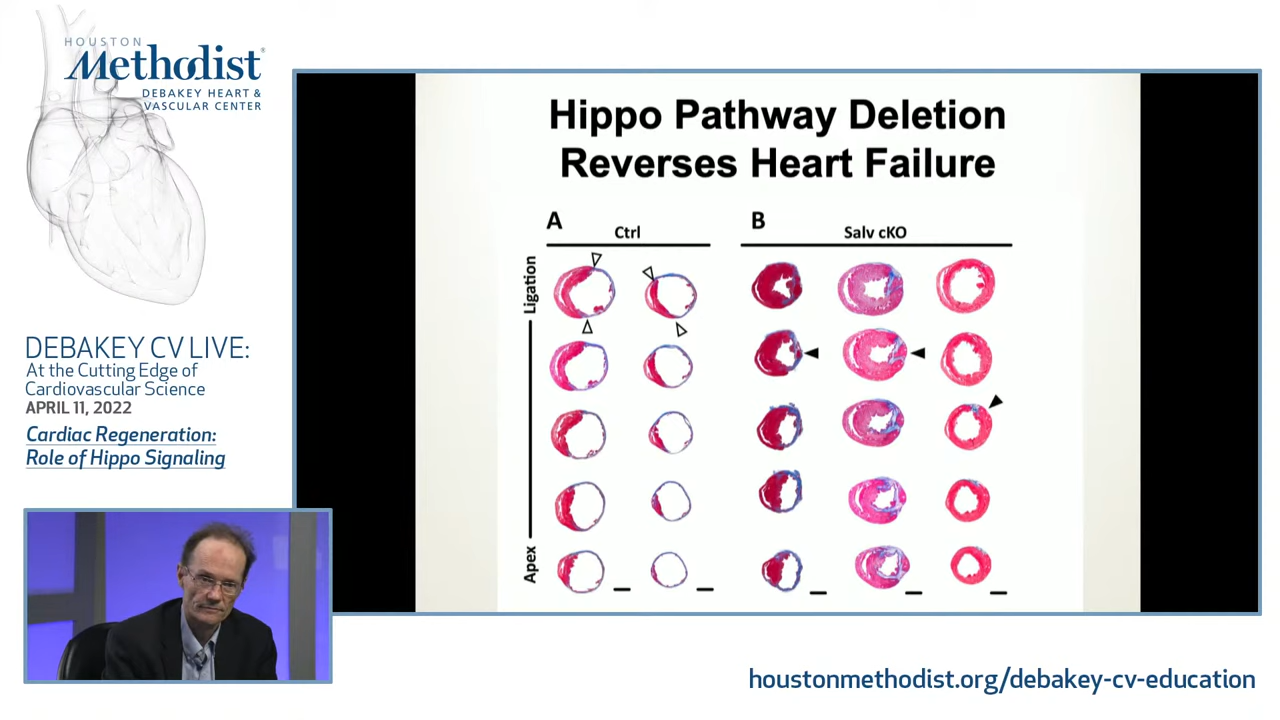 HOUSTON
Methodist®
DEBAKEY HEART &
VASCULAR CENTER
Hippo Pathway Deletion
Reverses Heart Failure
A
Ctrl
B
Salv cKO
Ligation
Apex
DEBAKEY CV LIVE:
At the Cutting Edge of
Cardiovascular Science
APRIL 11, 2022
Cardiac Regeneration:
Role of Hippo Signaling
houstonmethodist.org/debakey-cv-education